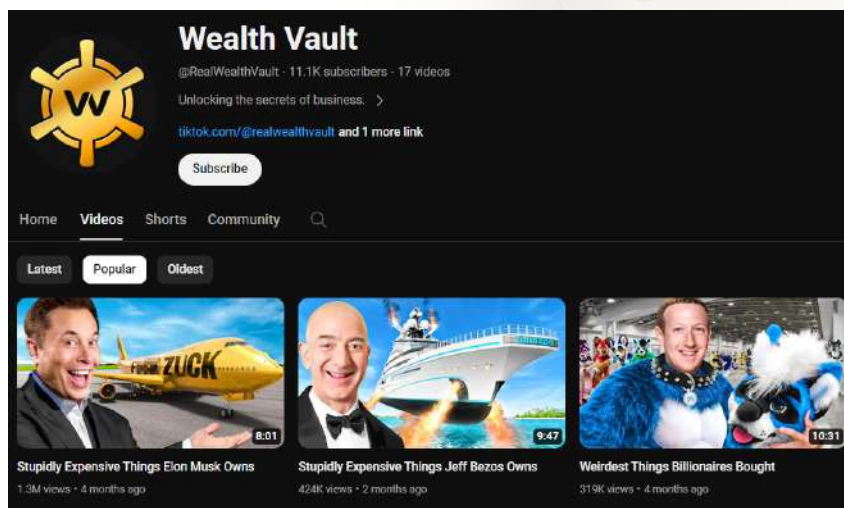 Wealth Vault
@RealWealthVault · 11.1K subscribers · 17 videos
Unlocking the secrets of business. >
tiktok.com/@realwealthvault and 1 more link
Subscribe
Home Videos Shorts Community
Latest Popular Oldest
ZUCK
8:01
9:47
10:31
Stupidly Expensive Things Elon Musk Owns
Stupidly Expensive Things Jeff Bezos Owns
Weirdest Things Billionaires Bought
1.3M views · 4 months ago
424K views · 2 months ago
319K views · 4 months ago